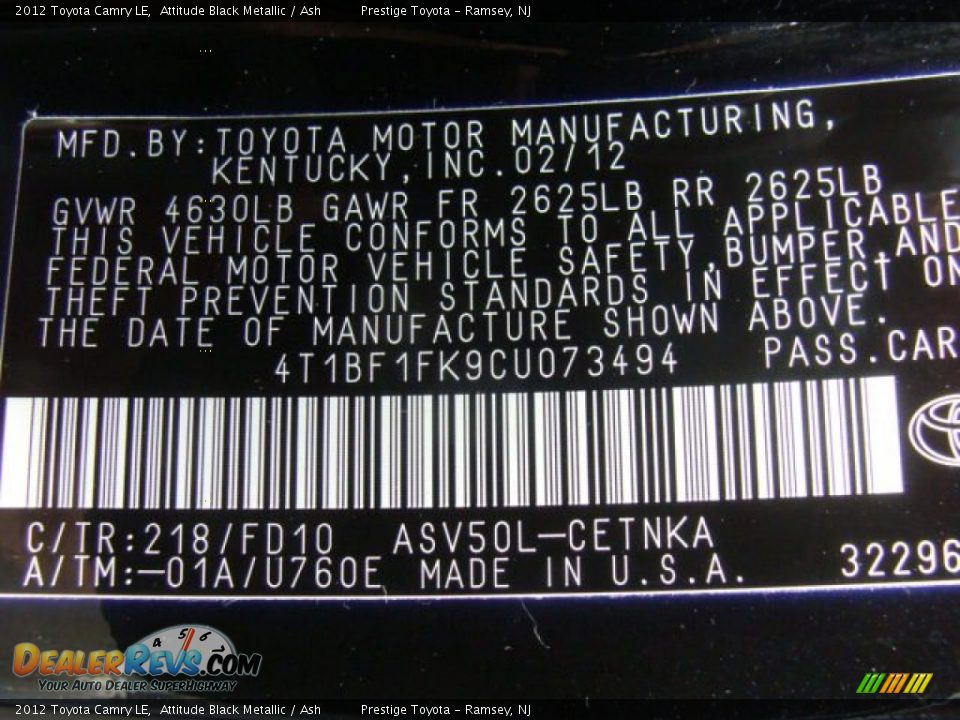 2012 Toyota Camry LE, Attitude Black Metallic / Ash Prestige Toyota - Ramsey, NJ
MFD.BY:TOYOTA MOTOR MANUFACTURING,
KENTUCKY,INC.02/12
GVWR 4630LB GAWR FR 2625LB RR 2625LB
THIS VEHICLE CONFORMS TO ALL APPLICABLE
FEDERAL MOTOR VEHICLE SAFETY,BUMPER,AND
THEFT PREVENTION STANDARDS IN EFFECT ON
THE DATE OF MANUFACTURE SHOWN ABOVE.
4T1BF1FK9CU073494 PASS.CAR
C/TR:218/FD10 ASV50L-CETNKA
A/TM:-01A/U760E MADE IN U.S.A. 32296
4 5 6
DEALERREVS.COM
YOUR AUTO DEALER SUPERHIGHWAY
2012 Toyota Camry LE, Attitude Black Metallic / Ash Prestige Toyota - Ramsey, NJ